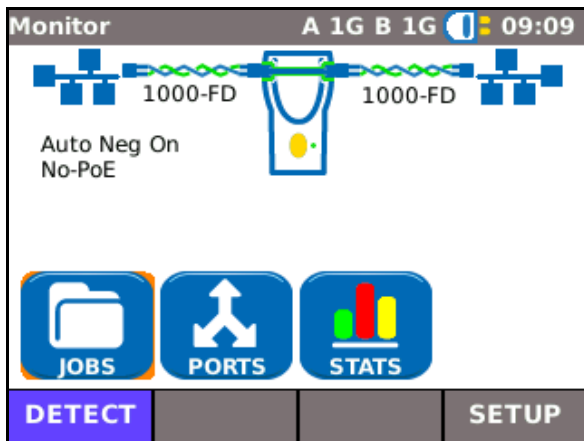 Monitor A 1G B 1G 09:09
1000-FD 1000-FD
Auto Neg On
No-PoE
JOBS PORTS STATS
DETECT SETUP